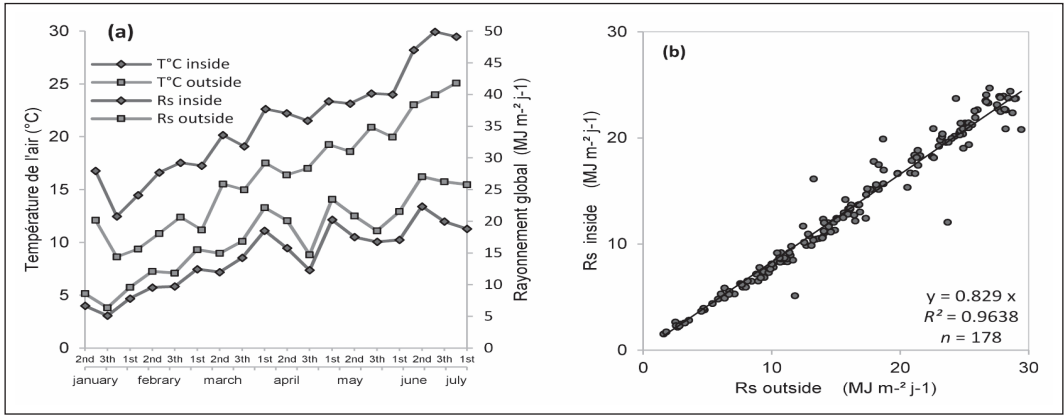 (a)
T°C inside
T°C outside
Rs inside
Rs outside
Température de l'air (°C)
30
25
20
15
10
5
0
Rayonnement global (MJ m-² j-1)
50
45
40
35
30
25
20
15
10
5
0
2nd 3th 1st 2nd 3th 1st 2nd 3th 1st 2nd 3th 1st 2nd 3th 1st 2nd 3th 1st
january febrary march april may june july
(b)
Rs inside (MJ m-² j-1)
30
20
10
0
y = 0.829 x
R² = 0.9638
n = 178
0 10 20 30
Rs outside (MJ m-² j-1)